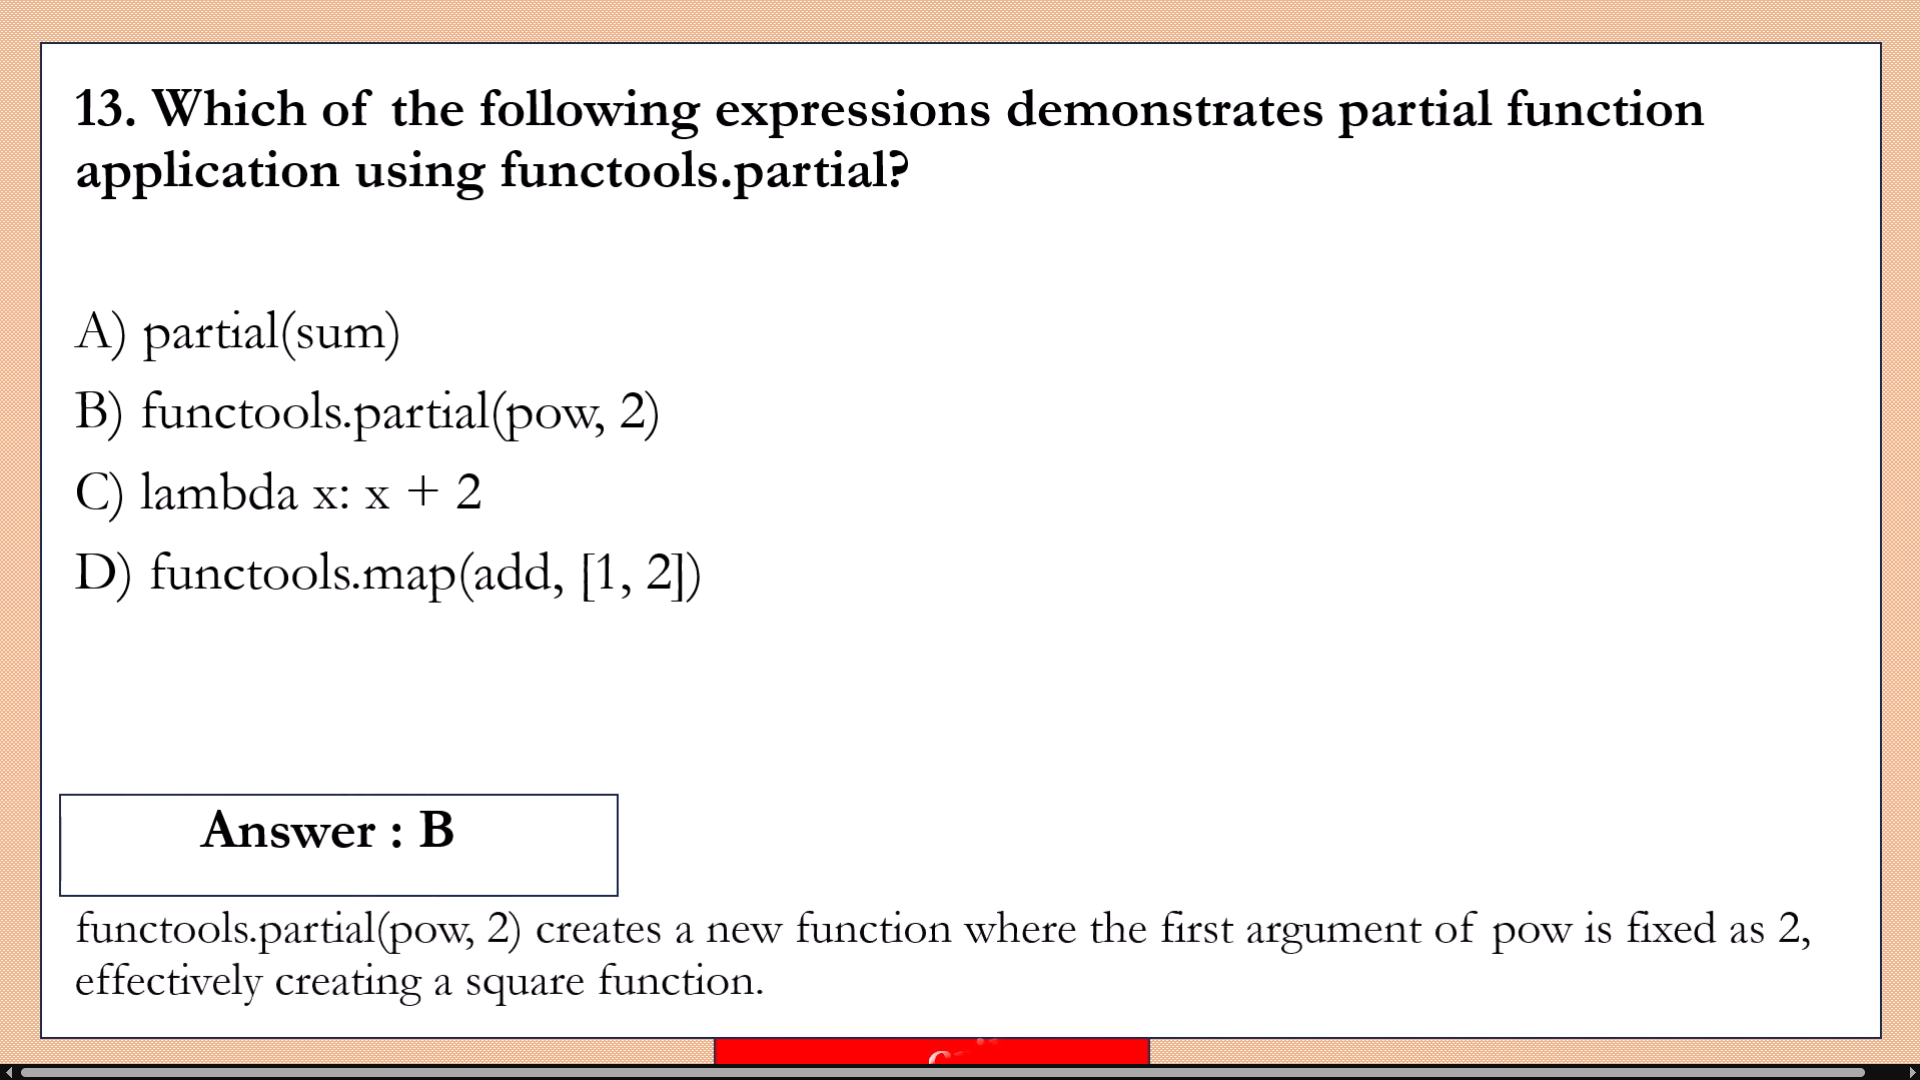 13. Which of the following expressions demonstrates partial function
application using functools.partial?
A) partial(sum)
B) functools.partial(pow, 2)
C) lambda x: x + 2
D) functools.map(add, [1, 2])
Answer : B
functools.partial(pow, 2) creates a new function where the first argument of pow is fixed as 2,
effectively creating a square function.